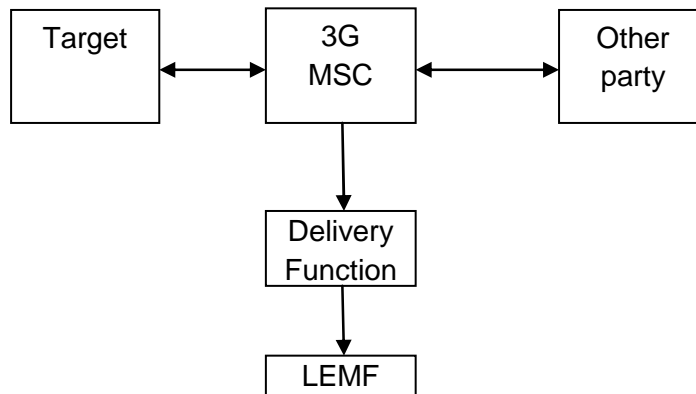 Target
3G
MSC
Other
party
Delivery
Function
LEMF